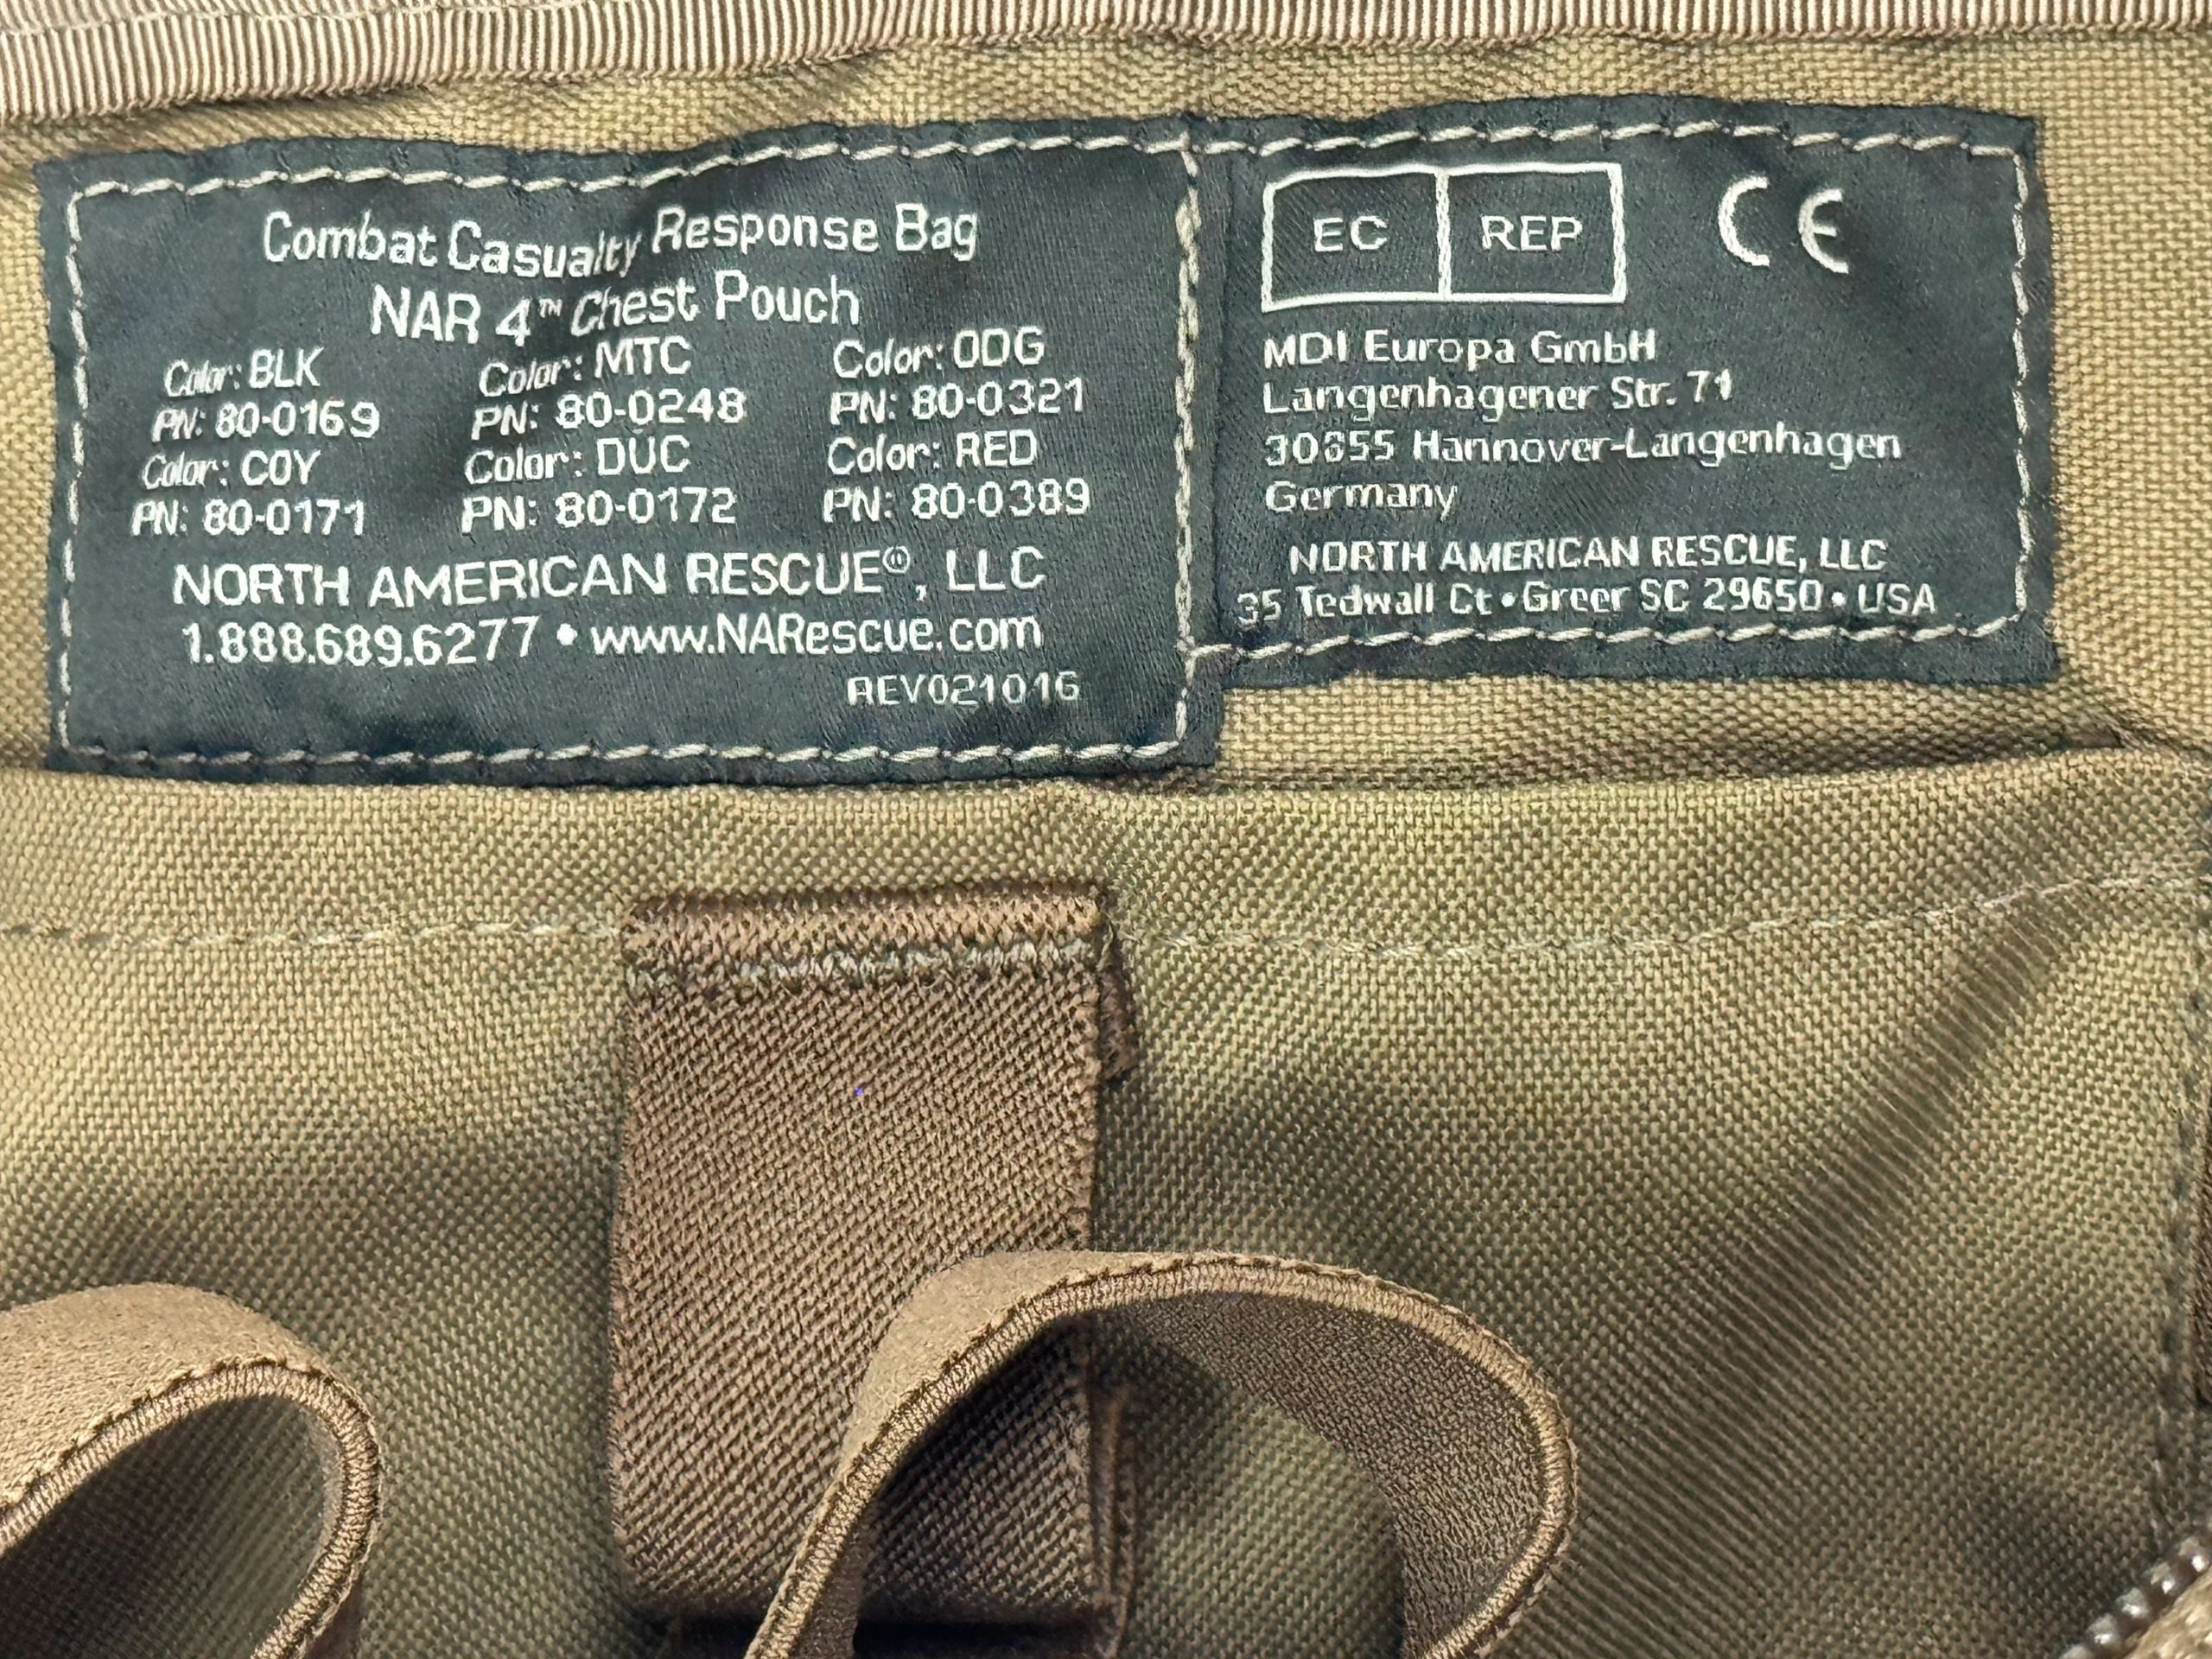 Combat Casualty Response Bag
NAR 4™ Chest Pouch
Color: BLK Color: MTC Color: ODG
PN: 80-0169 PN: 80-0248 PN: 80-0321
Color: COY Color: DUC Color: RED
PN: 80-0171 PN: 80-0172 PN: 80-0389
NORTH AMERICAN RESCUE®, LLC
1.888.689.6277 • www.NARescue.com
REV021016
EC REP CE
MDI Europa GmbH
Langenhagener Str. 71
30855 Hannover-Langenhagen
Germany
NORTH AMERICAN RESCUE, LLC
35 Tedwall Ct • Greer SC 29650 • USA